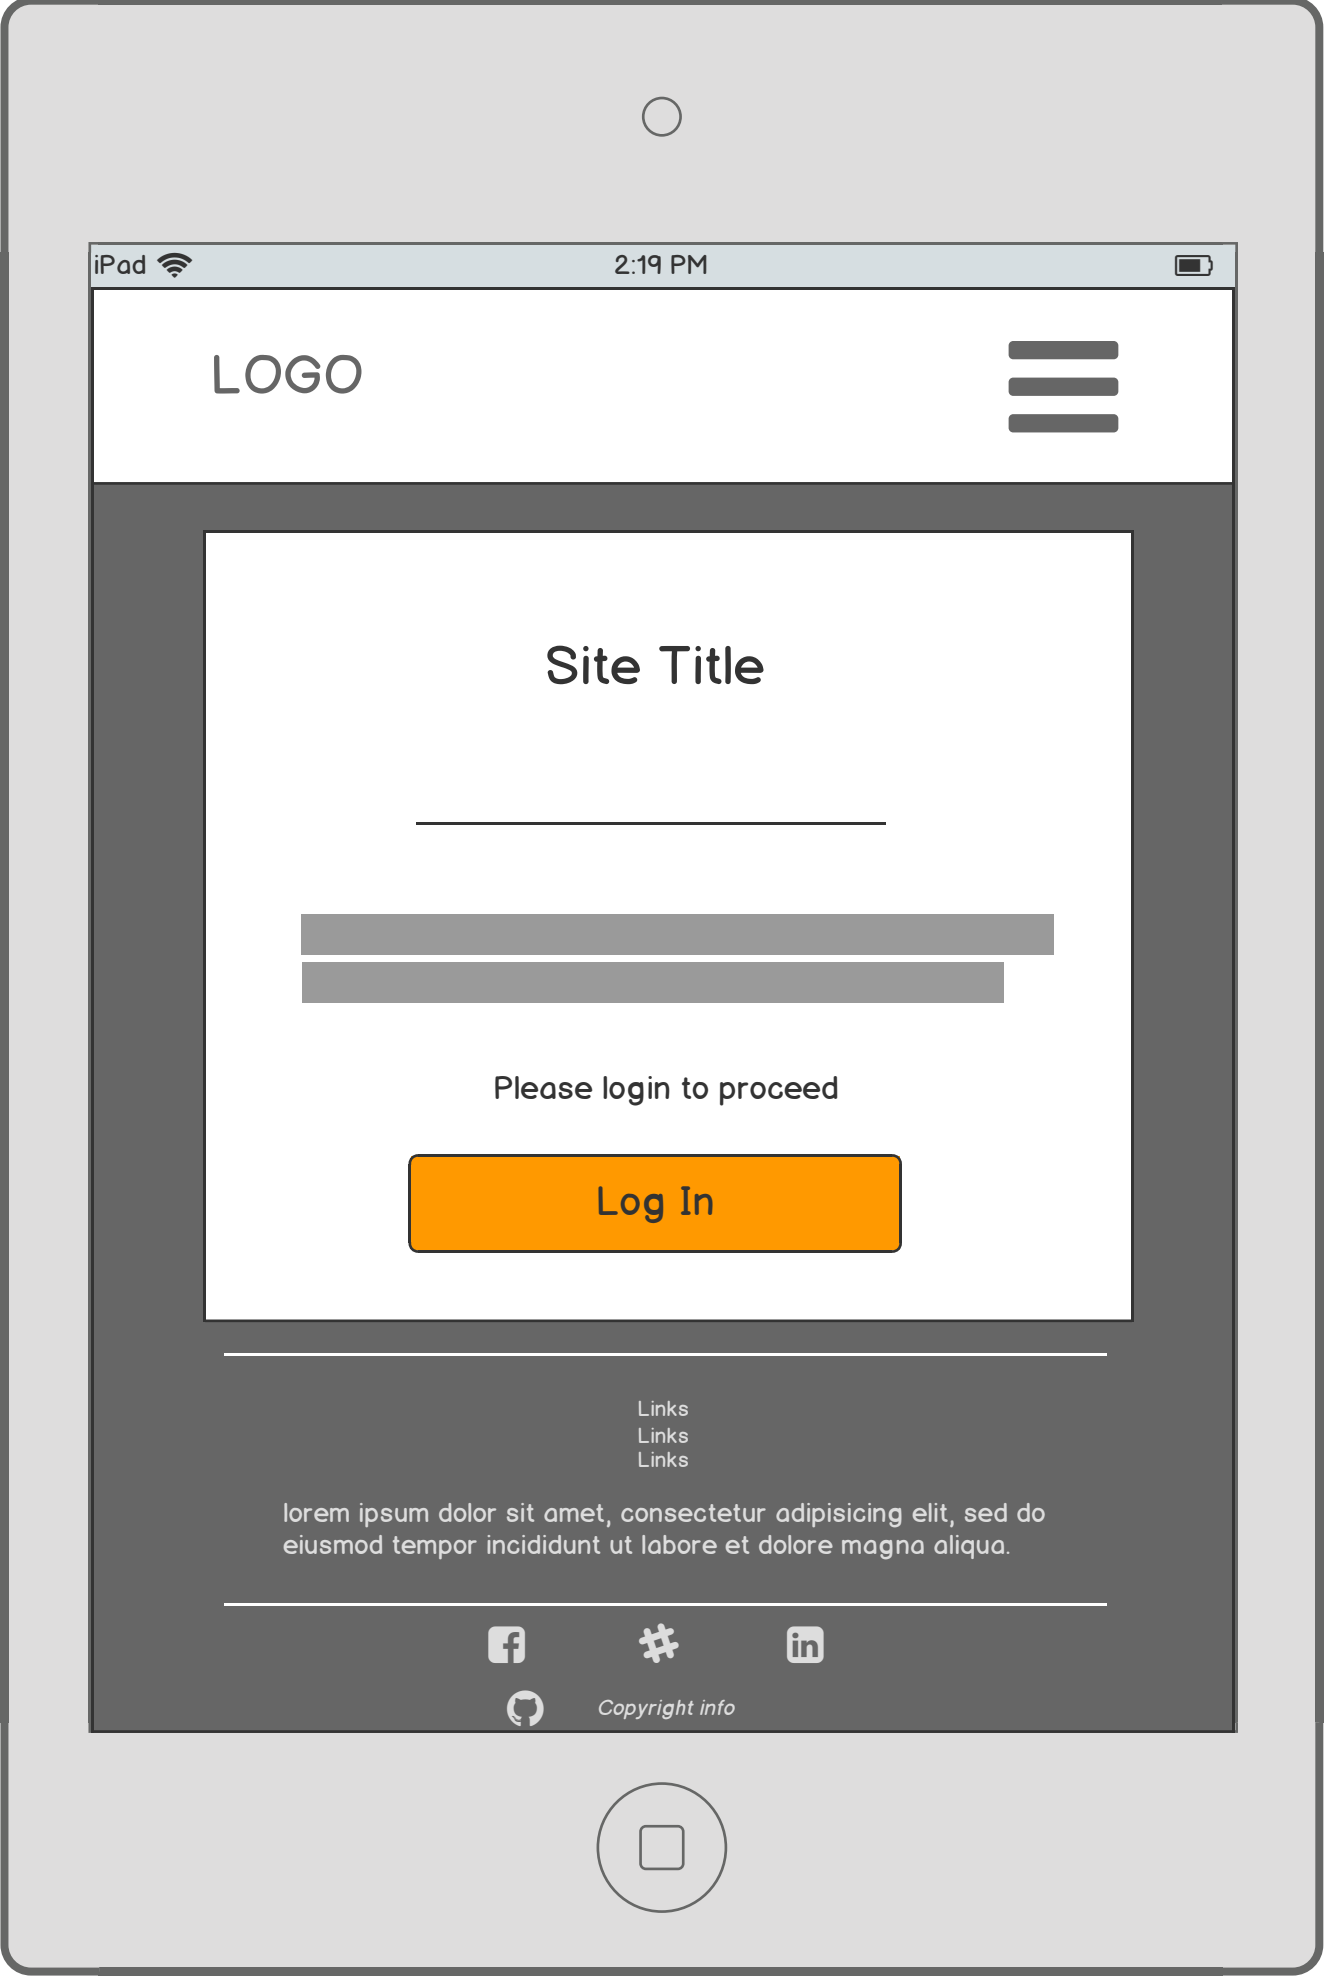 iPad 2:19 PM
LOGO
Site Title
Please login to proceed
Log In
Links
Links
Links
lorem ipsum dolor sit amet, consectetur adipisicing elit, sed do
eiusmod tempor incididunt ut labore et dolore magna aliqua.
Copyright info